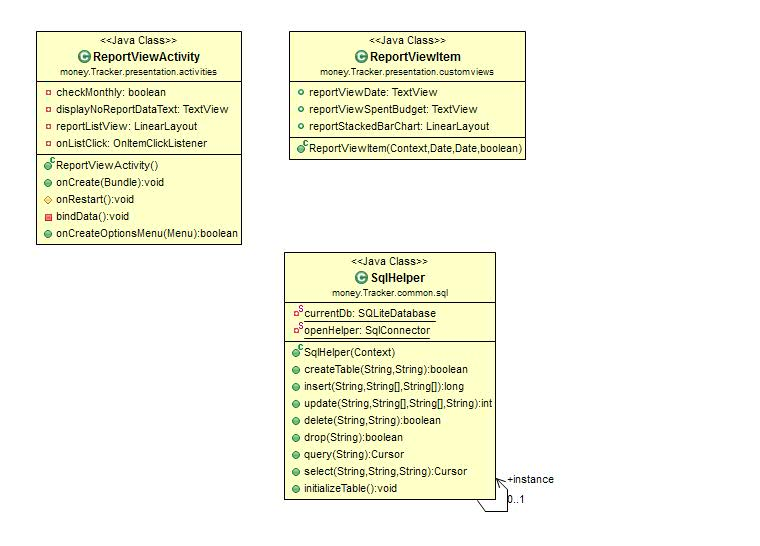 <<Java Class>>
ReportViewActivity
money.Tracker.presentation.activities
checkMonthly: boolean
displayNoReportDataText: TextView
reportListView: LinearLayout
onListClick: OnItemClickListener
ReportViewActivity()
onCreate(Bundle):void
onRestart():void
bindData():void
onCreateOptionsMenu(Menu):boolean
<<Java Class>>
ReportViewItem
money.Tracker.presentation.customviews
reportViewDate: TextView
reportViewSpentBudget: TextView
reportStackedBarChart: LinearLayout
ReportViewItem(Context,Date,Date,boolean)
<<Java Class>>
SqlHelper
money.Tracker.common.sql
currentDb: SQLiteDatabase
openHelper: SqlConnector
SqlHelper(Context)
createTable(String,String):boolean
insert(String,String[],String[]):long
update(String,String[],String[],String):int
delete(String,String):boolean
drop(String):boolean
query(String):Cursor
select(String,String,String):Cursor
initializeTable():void
+instance
0..1